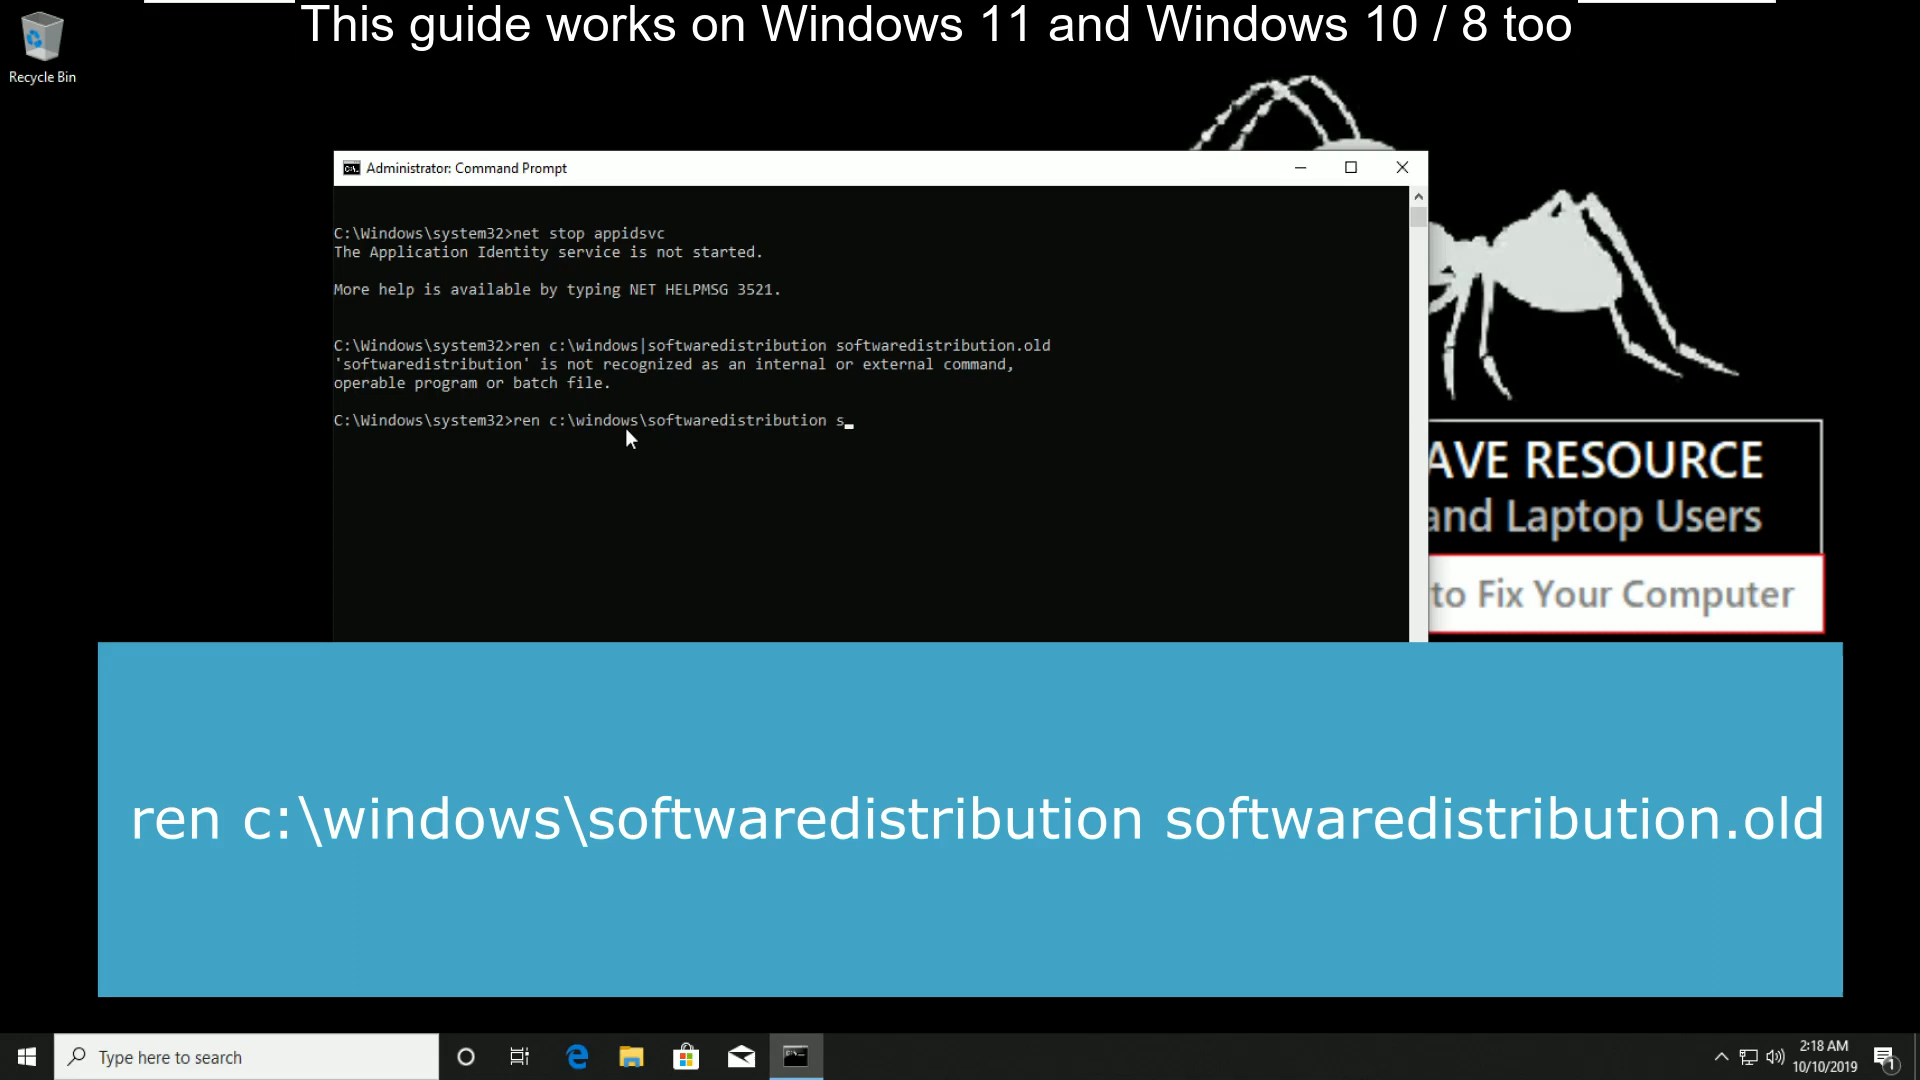 This guide works on Windows 11 and Windows 10 / 8 too
Recycle Bin
Administrator: Command Prompt
C:\Windows\system32>net stop appidsvc
The Application Identity service is not started.
More help is available by typing NET HELPMSG 3521.
C:\Windows\system32>ren c:\windows|softwaredistribution softwaredistribution.old
'softwaredistribution' is not recognized as an internal or external command,
operable program or batch file.
C:\Windows\system32>ren c:\windows\softwaredistribution s_
AVE RESOURCE
and Laptop Users
to Fix Your Computer
ren c:\windows\softwaredistribution softwaredistribution.old
Type here to search
2:18 AM
10/10/2019
1